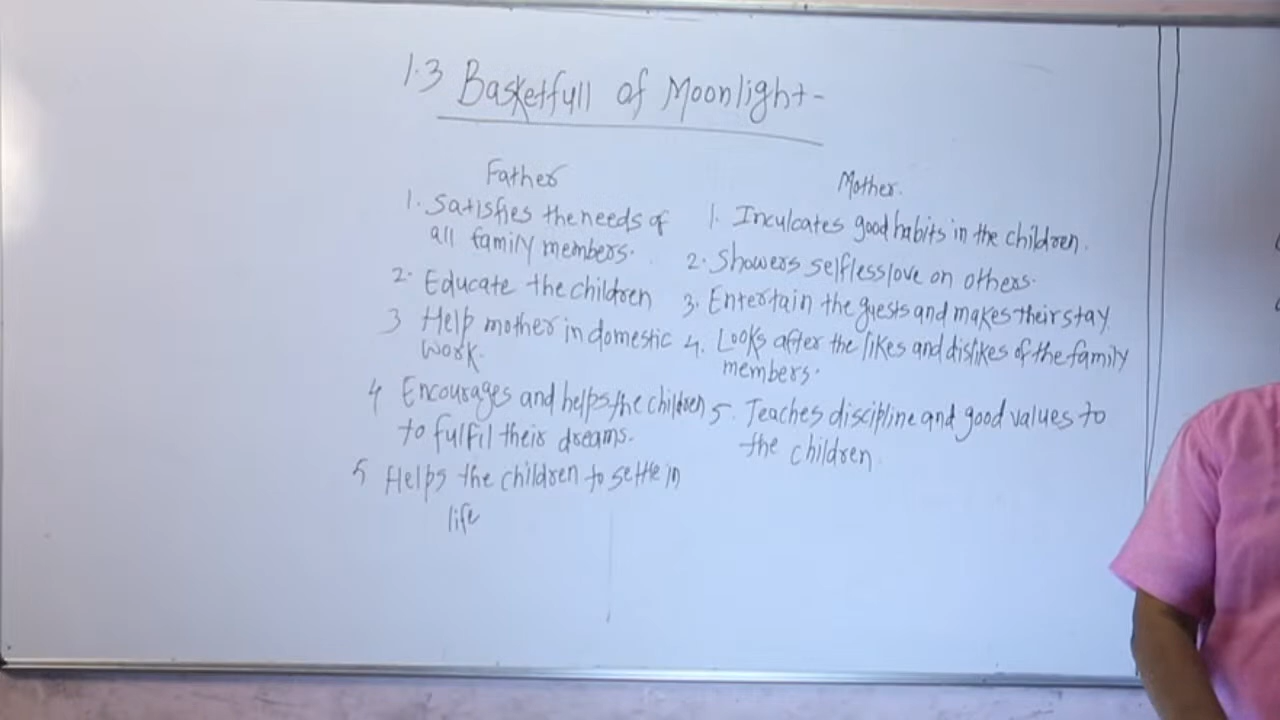 1.3 Basketfull of Moonlight-
Father
1. Satisfies the needs of
all family members.
2. Educate the children
3 Help mother in domestic
work.
4 Encourages and helps the children
to fulfil their dreams.
5 Helps the children to settle in
life
Mother.
1. Inculcates good habits in the children.
2. Showers selfless love on others.
3. Entertain the guests and makes their stay
4. Looks after the likes and dislikes of the family
members.
5. Teaches discipline and good values to
the children.